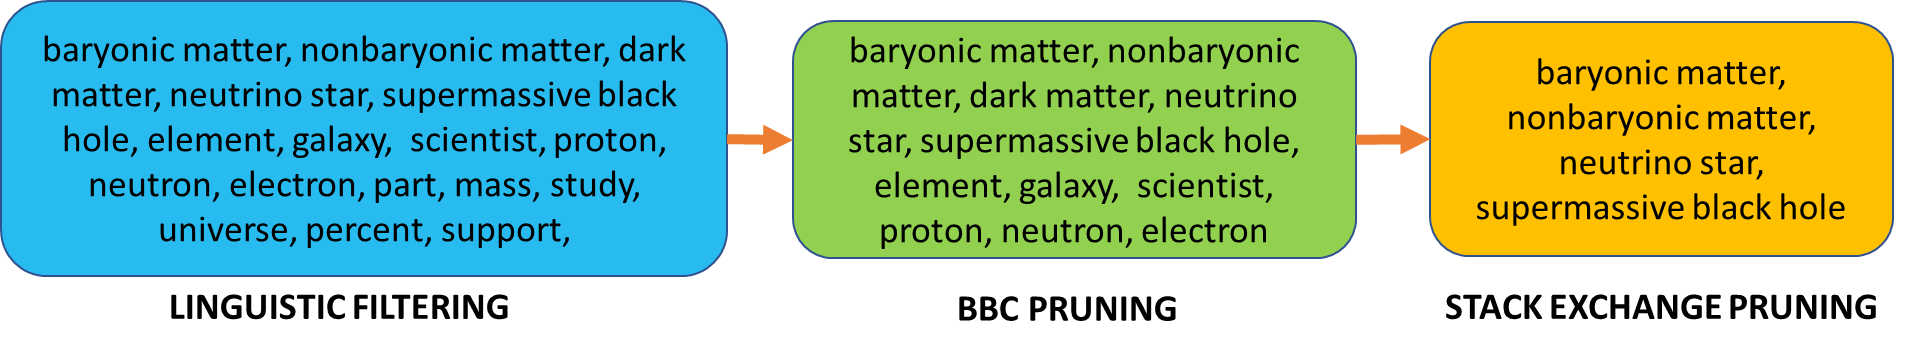 baryonic matter, nonbaryonic matter, dark
matter, neutrino star, supermassive black
hole, element, galaxy,  scientist, proton,
neutron, electron, part, mass, study,
universe, percent, support,
LINGUISTIC FILTERING
baryonic matter, nonbaryonic
matter, dark matter, neutrino
star, supermassive black hole,
element, galaxy,  scientist,
proton, neutron, electron
BBC PRUNING
baryonic matter,
nonbaryonic matter,
neutrino star,
supermassive black hole
STACK EXCHANGE PRUNING